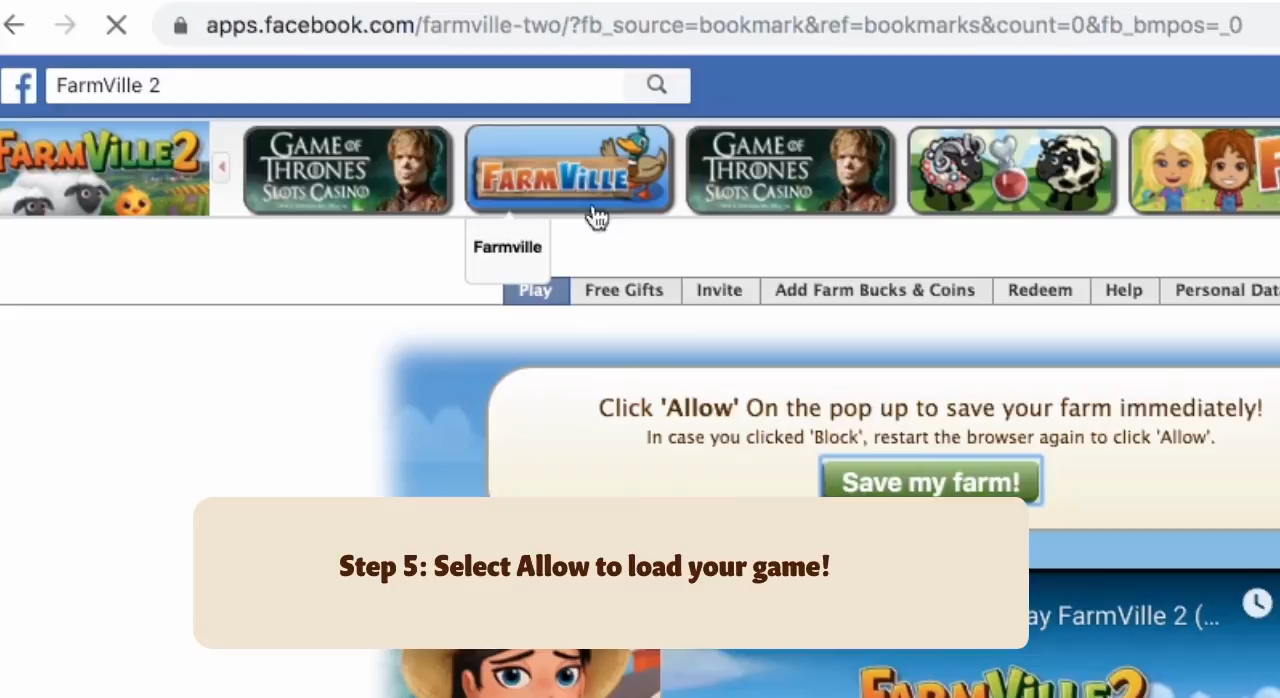 apps.facebook.com/farmville-two/?fb_source=bookmark&ref=bookmarks&count=0&fb_bmpos=_0
f FarmVille 2
FARMVILLE2
GAME OF THRONES SLOTS CASINO
FARMVILLE
GAME OF THRONES SLOTS CASINO
Farmville
Play Free Gifts Invite Add Farm Bucks & Coins Redeem Help Personal Dat
Click 'Allow' On the pop up to save your farm immediately!
In case you clicked 'Block', restart the browser again to click 'Allow'.
Save my farm!
Step 5: Select Allow to load your game!
ay FarmVille 2 (...
FARMVILLE2